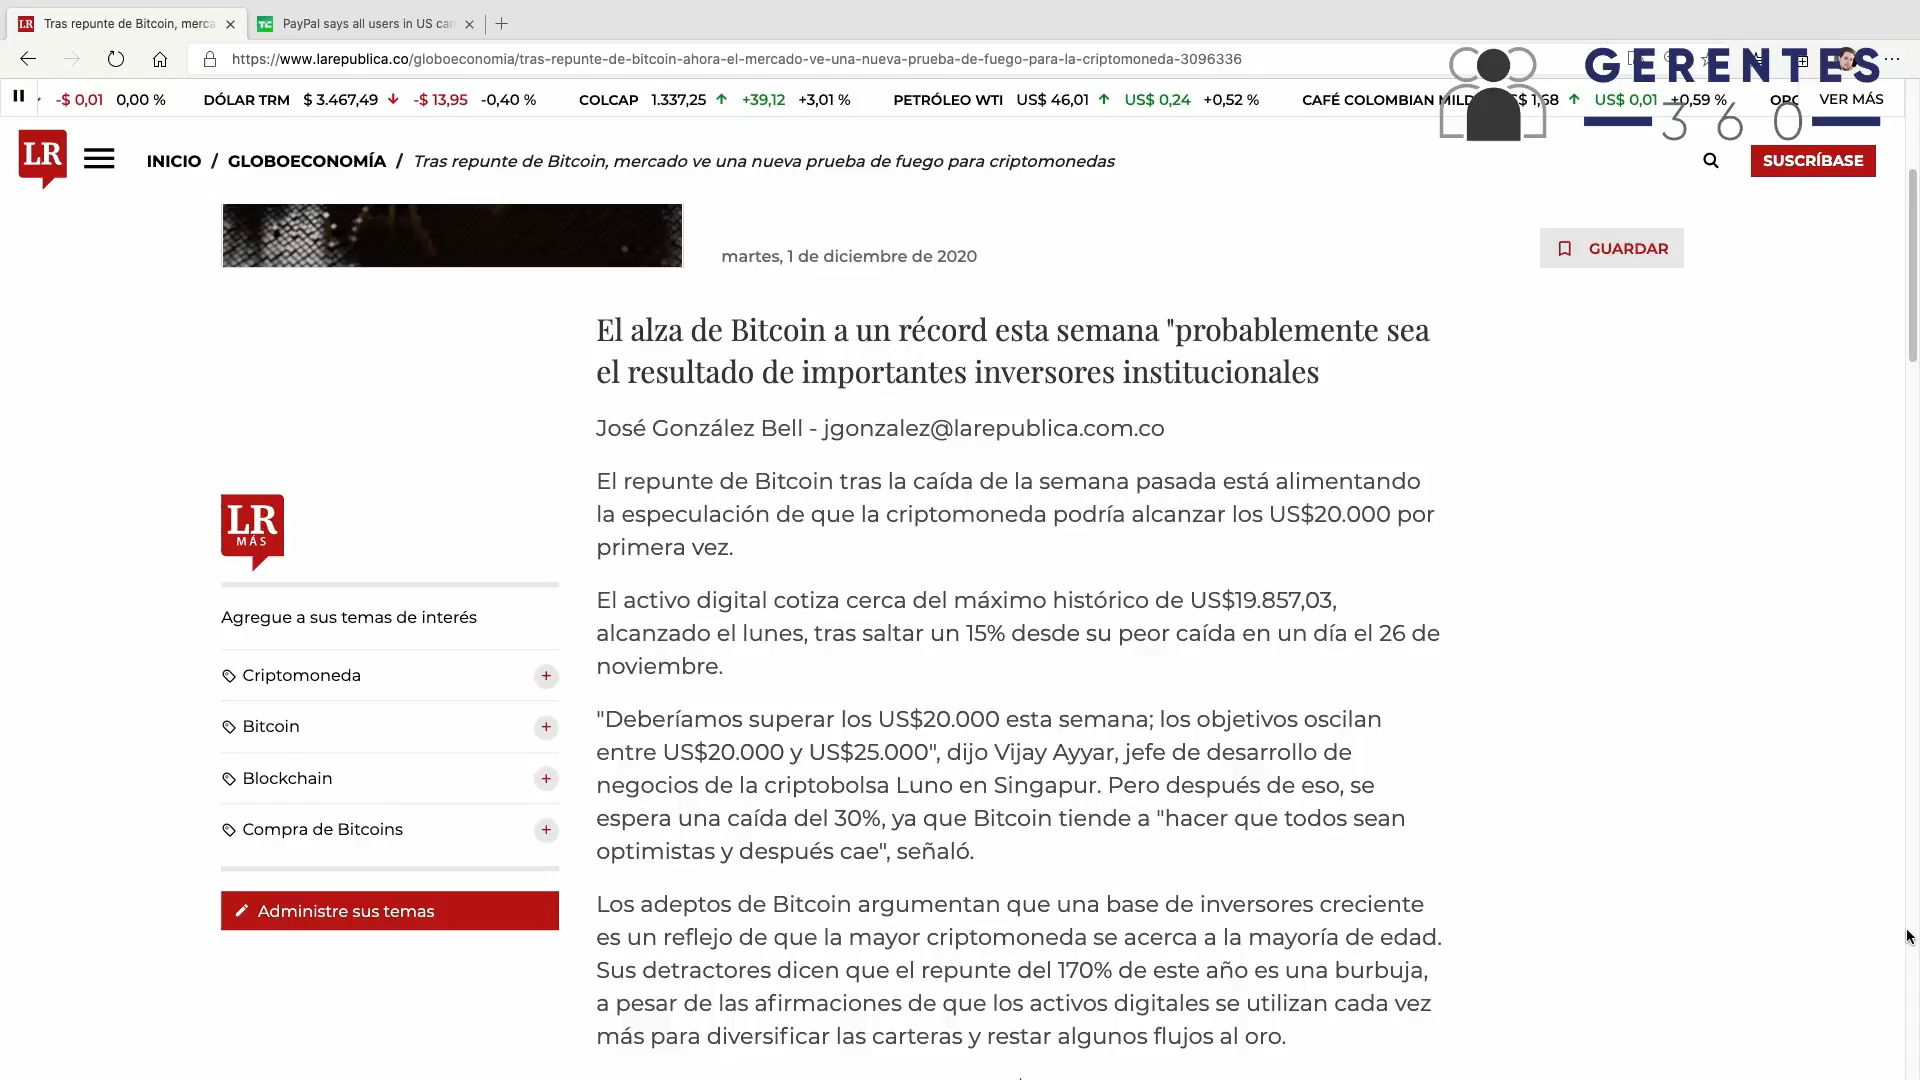 LR Tras repunte de Bitcoin, merca
TC PayPal says all users in US can
https://www.larepublica.co/globoeconomia/tras-repunte-de-bitcoin-ahora-el-mercado-ve-una-nueva-prueba-de-fuego-para-la-criptomoneda-3096336
GERENTES
360
-$ 0,01 0,00 % DÓLAR TRM $ 3.467,49 -$ 13,95 -0,40 % COLCAP 1.337,25 +39,12 +3,01 % PETRÓLEO WTI US$ 46,01 US$ 0,24 +0,52 % CAFÉ COLOMBIAN MILD US$ 1,68 US$ 0,01 +0,59 % VER MÁS
LR
INICIO / GLOBOECONOMÍA / Tras repunte de Bitcoin, mercado ve una nueva prueba de fuego para criptomonedas
SUSCRÍBASE
martes, 1 de diciembre de 2020
GUARDAR
El alza de Bitcoin a un récord esta semana "probablemente sea
el resultado de importantes inversores institucionales
José González Bell - jgonzalez@larepublica.com.co
El repunte de Bitcoin tras la caída de la semana pasada está alimentando
la especulación de que la criptomoneda podría alcanzar los US$20.000 por
primera vez.
El activo digital cotiza cerca del máximo histórico de US$19.857,03,
alcanzado el lunes, tras saltar un 15% desde su peor caída en un día el 26 de
noviembre.
"Deberíamos superar los US$20.000 esta semana; los objetivos oscilan
entre US$20.000 y US$25.000", dijo Vijay Ayyar, jefe de desarrollo de
negocios de la criptobolsa Luno en Singapur. Pero después de eso, se
espera una caída del 30%, ya que Bitcoin tiende a "hacer que todos sean
optimistas y después cae", señaló.
Los adeptos de Bitcoin argumentan que una base de inversores creciente
es un reflejo de que la mayor criptomoneda se acerca a la mayoría de edad.
Sus detractores dicen que el repunte del 170% de este año es una burbuja,
a pesar de las afirmaciones de que los activos digitales se utilizan cada vez
más para diversificar las carteras y restar algunos flujos al oro.
LR
MÁS
Agregue a sus temas de interés
Criptomoneda
Bitcoin
Blockchain
Compra de Bitcoins
Administre sus temas